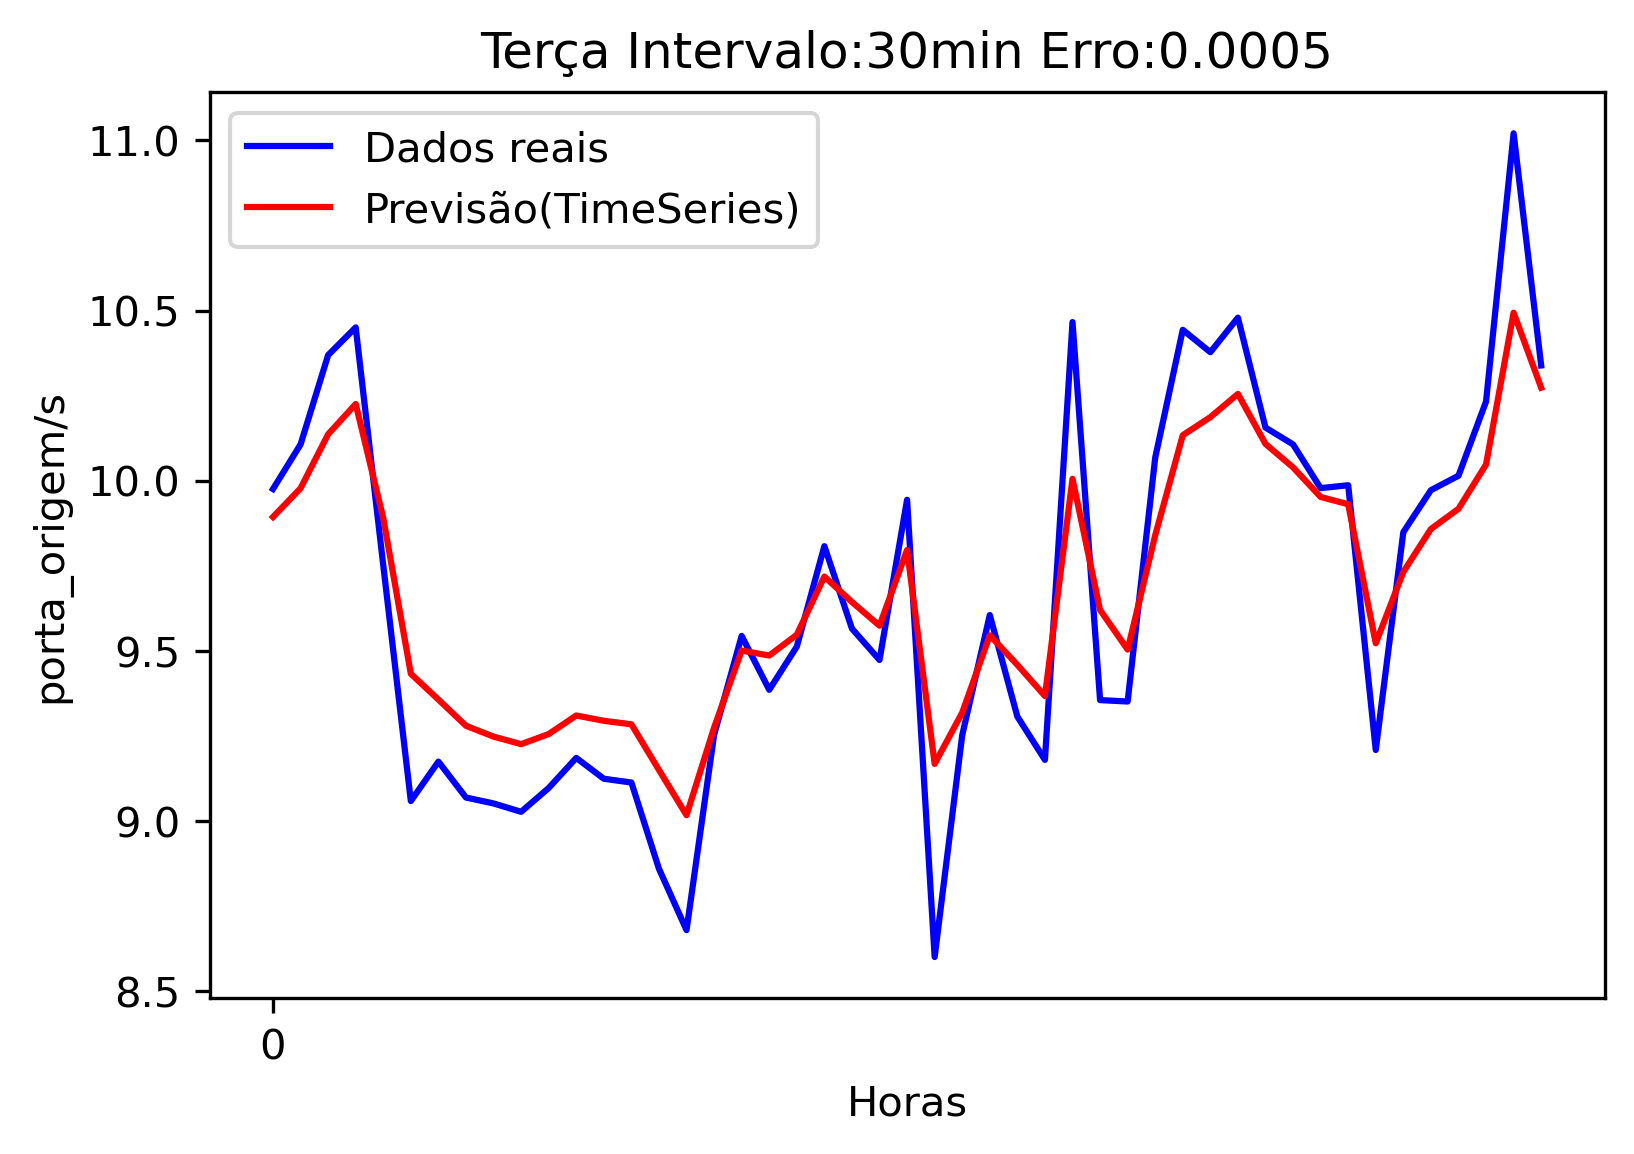 Terça Intervalo:30min Erro:0.0005
Dados reais
Previsão(TimeSeries)
11.0
10.5
10.0
9.5
9.0
8.5
porta_origem/s
0
Horas